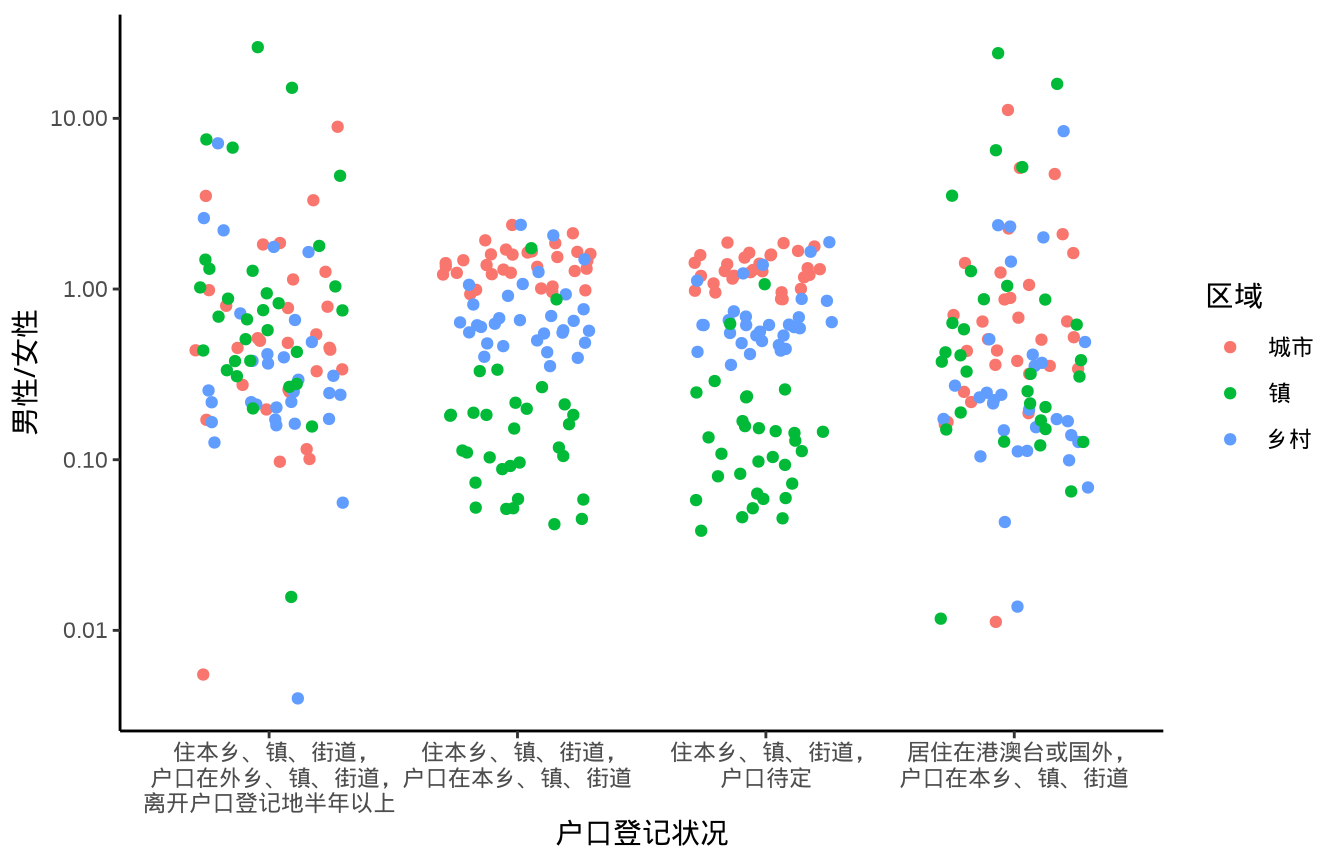 男性/女性
10.00
1.00
0.10
0.01
住本乡、镇、街道，
户口在外乡、镇、街道，
离开户口登记地半年以上
住本乡、镇、街道，
户口在本乡、镇、街道
住本乡、镇、街道，
户口待定
居住在港澳台或国外，
户口在本乡、镇、街道
户口登记状况
区域
城市
镇
乡村